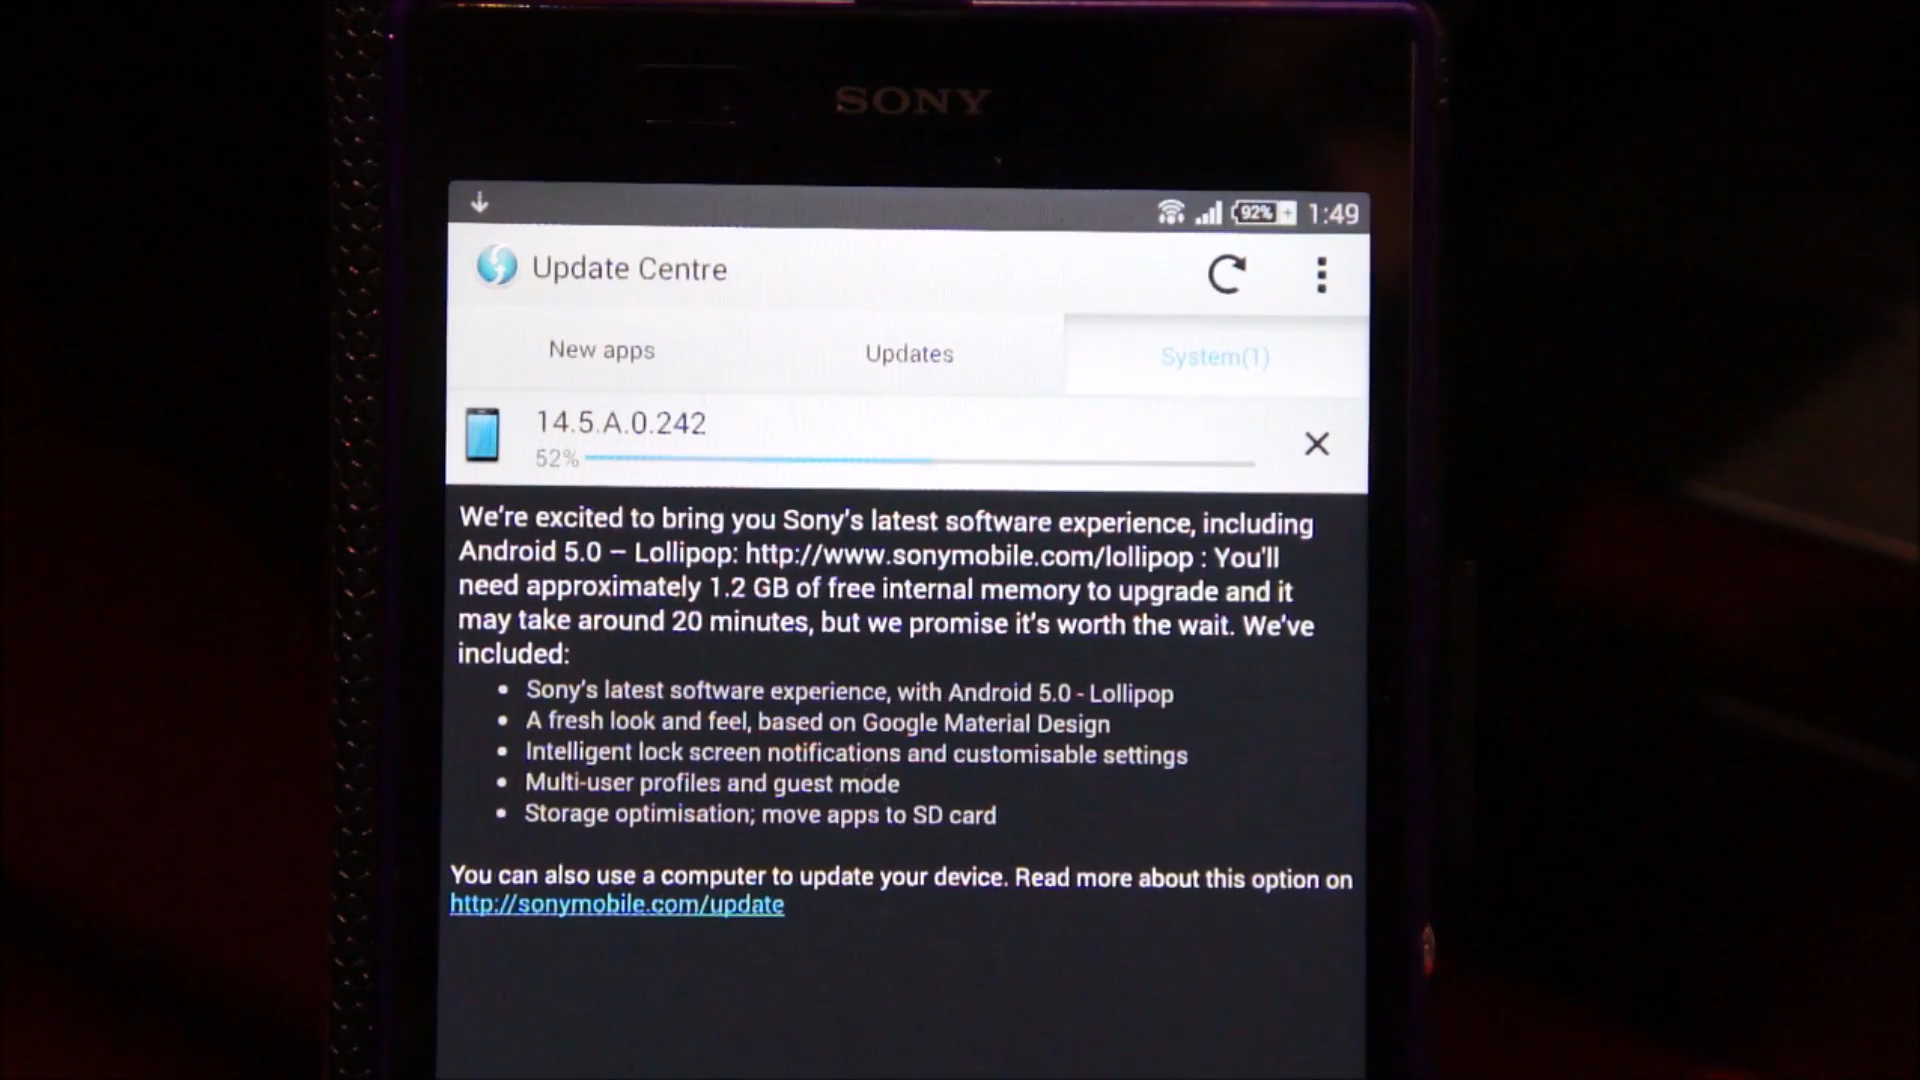 SONY
92% 1:49
Update Centre
New apps Updates System(1)
14.5.A.0.242
52%
We're excited to bring you Sony's latest software experience, including
Android 5.0 – Lollipop: http://www.sonymobile.com/lollipop : You'll
need approximately 1.2 GB of free internal memory to upgrade and it
may take around 20 minutes, but we promise it's worth the wait. We've
included:
• Sony's latest software experience, with Android 5.0 - Lollipop
• A fresh look and feel, based on Google Material Design
• Intelligent lock screen notifications and customisable settings
• Multi-user profiles and guest mode
• Storage optimisation; move apps to SD card
You can also use a computer to update your device. Read more about this option on
http://sonymobile.com/update